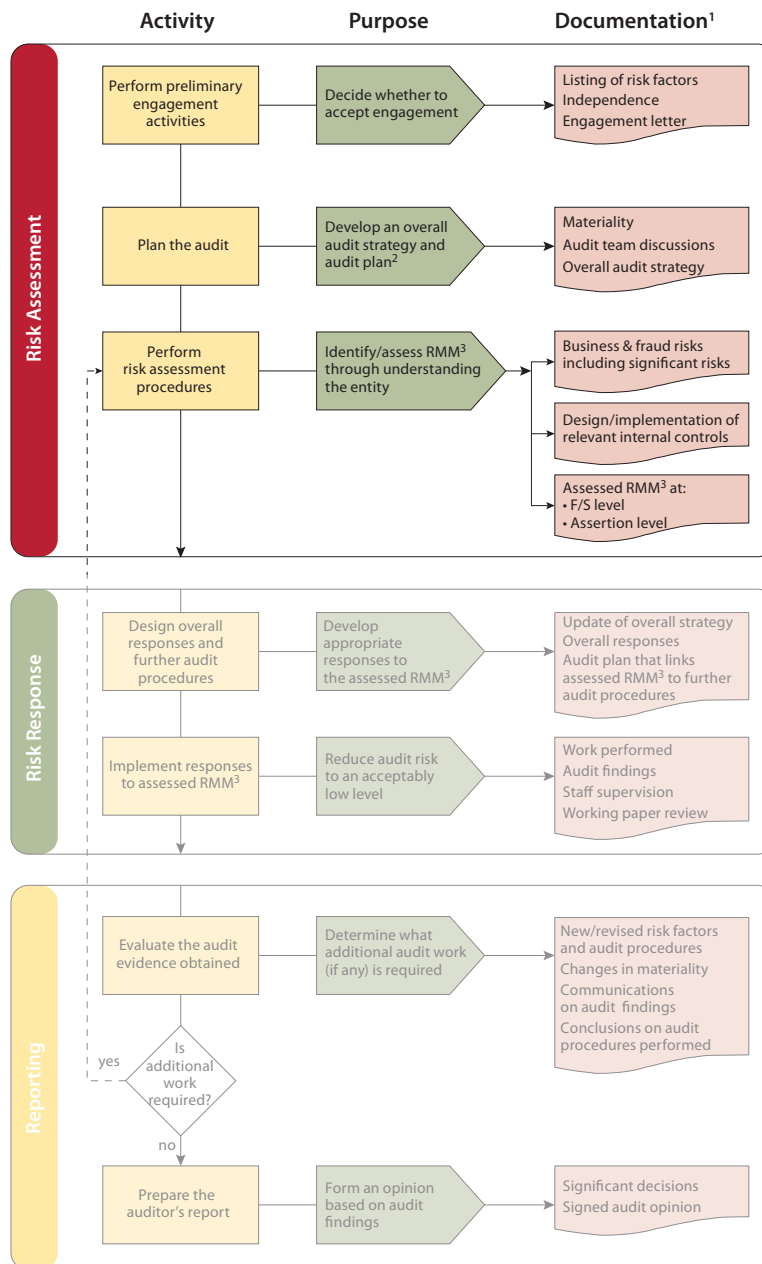 Activity
Purpose
Documentation¹
Risk Assessment
Perform preliminary
engagement
activities
Decide whether to
accept engagement
Listing of risk factors
Independence
Engagement letter
Plan the audit
Develop an overall
audit strategy and
audit plan²
Materiality
Audit team discussions
Overall audit strategy
Perform
risk assessment
procedures
Identify/assess RMM³
through understanding
the entity
Business & fraud risks
including significant risks
Design/implementation of
relevant internal controls
Assessed RMM³ at:
• F/S level
• Assertion level
Risk Response
Design overall
responses and
further audit
procedures
Develop
appropriate
responses to
the assessed RMM³
Update of overall strategy
Overall responses
Audit plan that links
assessed RMM³ to further
audit procedures
Implement responses
to assessed RMM³
Reduce audit risk
to an acceptably
low level
Work performed
Audit findings
Staff supervision
Working paper review
Reporting
Evaluate the audit
evidence obtained
Determine what
additional audit work
(if any) is required
New/revised risk factors
and audit procedures
Changes in materiality
Communications
on audit findings
Conclusions on audit
procedures performed
yes
Is
additional
work
required?
no
Prepare the
auditor's report
Form an opinion
based on audit
findings
Significant decisions
Signed audit opinion